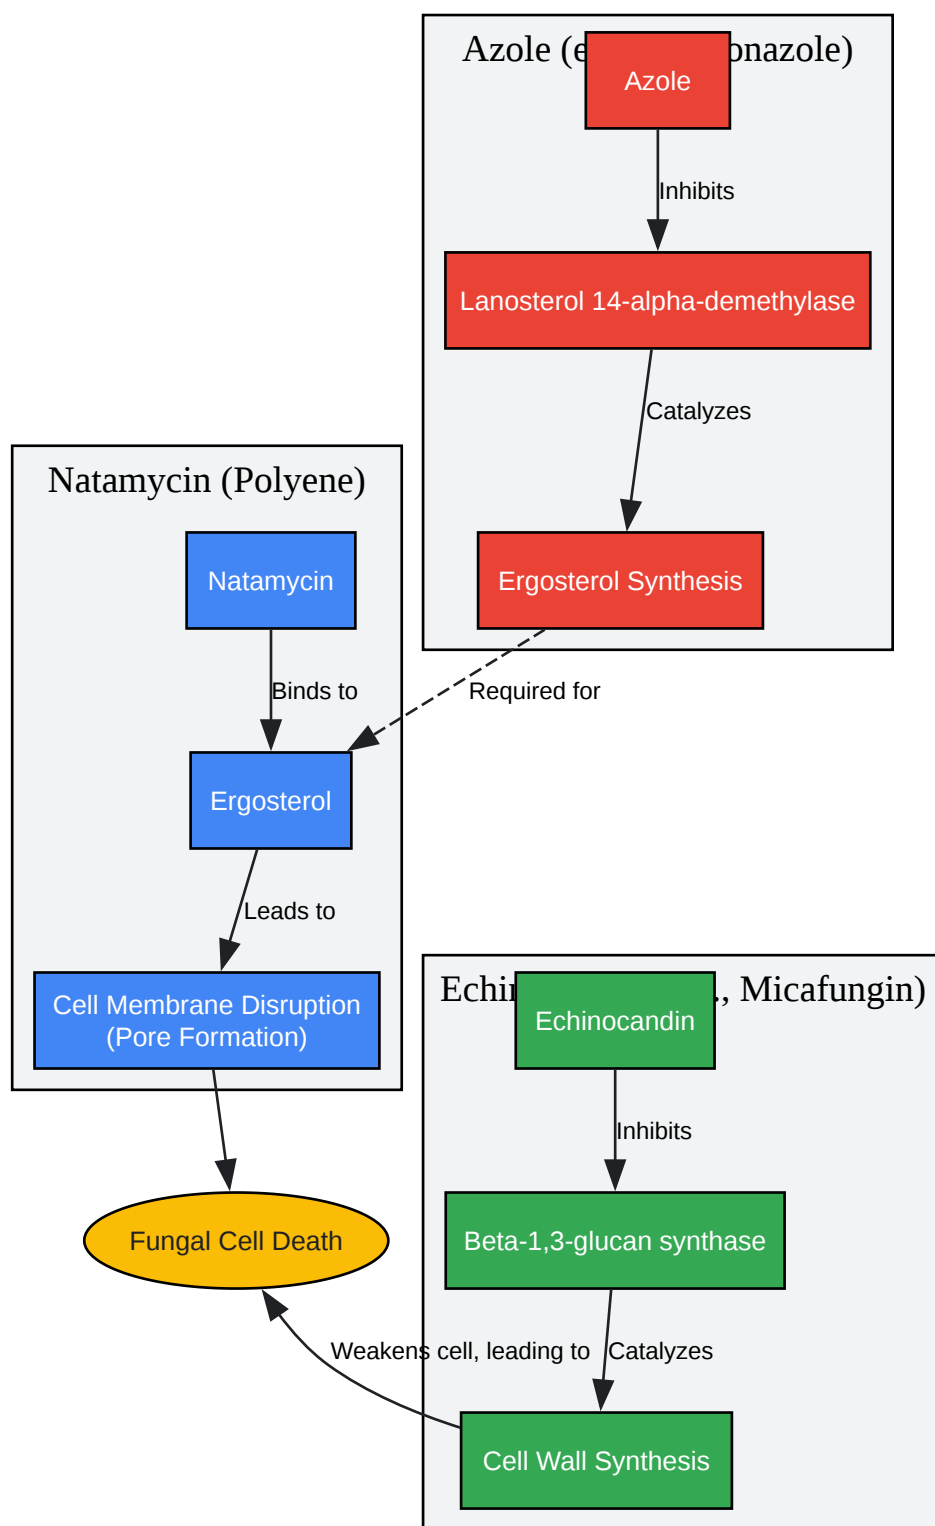 Azole (e
onazole)
Azole
Inhibits
Lanosterol 14-alpha-demethylase
Catalyzes
Ergosterol Synthesis
Required for
Natamycin (Polyene)
Natamycin
Binds to
Ergosterol
Leads to
Cell Membrane Disruption
(Pore Formation)
Fungal Cell Death
Echin
., Micafungin)
Echinocandin
Inhibits
Beta-1,3-glucan synthase
Weakens cell, leading to
Catalyzes
Cell Wall Synthesis